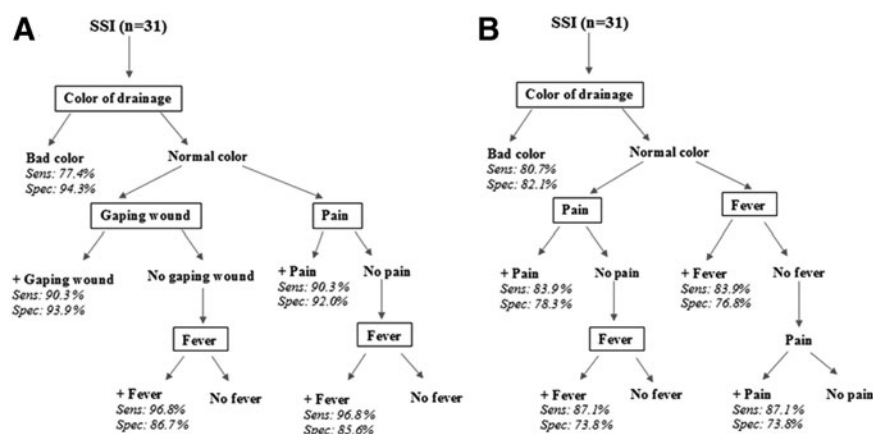 A
SSI (n=31)
Color of drainage
Bad color
Sens: 77.4%
Spec: 94.3%
Normal color
Gaping wound
Pain
+ Gaping wound
Sens: 90.3%
Spec: 93.9%
No gaping wound
+ Pain
Sens: 90.3%
Spec: 92.0%
No pain
Fever
Fever
+ Fever
Sens: 96.8%
Spec: 86.7%
No fever
+ Fever
Sens: 96.8%
Spec: 85.6%
No fever
B
SSI (n=31)
Color of drainage
Bad color
Sens: 80.7%
Spec: 82.1%
Normal color
Pain
Fever
+ Pain
Sens: 83.9%
Spec: 78.3%
No pain
+ Fever
Sens: 83.9%
Spec: 76.8%
No fever
Fever
Pain
+ Fever
Sens: 87.1%
Spec: 73.8%
No fever
+ Pain
Sens: 87.1%
Spec: 73.8%
No pain